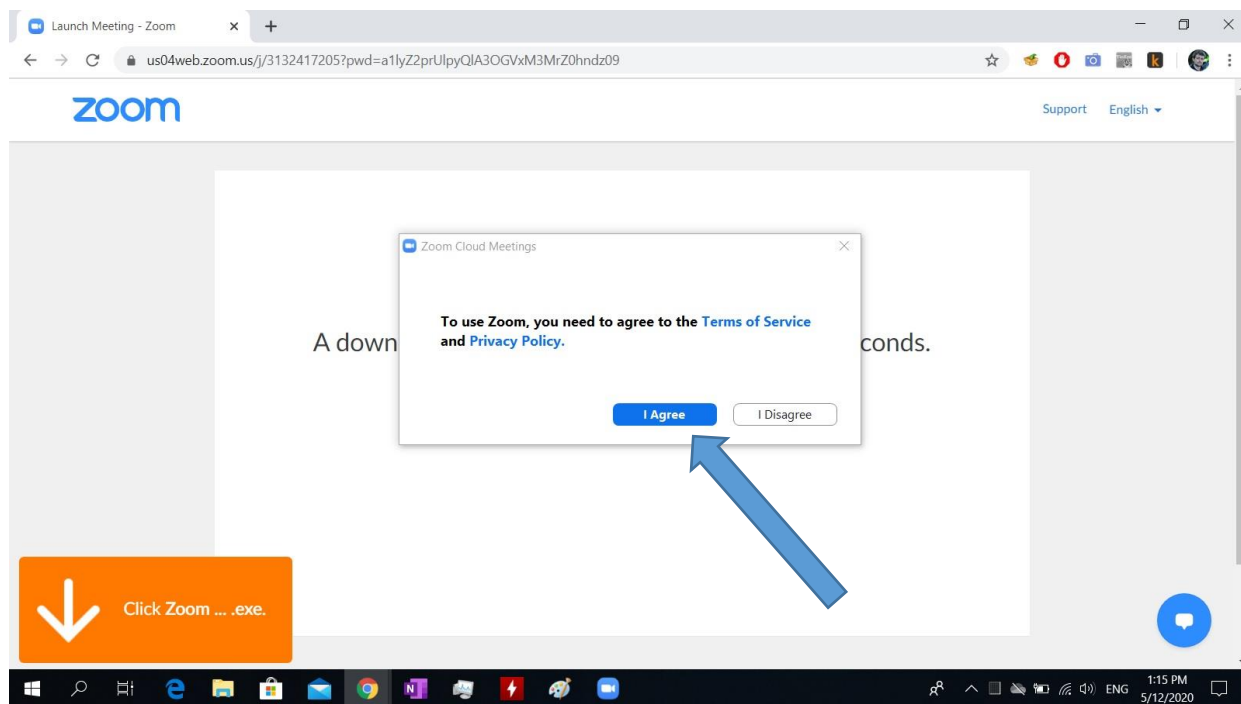 Launch Meeting - Zoom
us04web.zoom.us/j/3132417205?pwd=a1lyZ2prUlpyQlA3OGVxM3MrZ0hndz09
zoom
Support English
Zoom Cloud Meetings
To use Zoom, you need to agree to the Terms of Service
and Privacy Policy.
A down
conds.
I Agree I Disagree
Click Zoom ... .exe.
ENG
1:15 PM
5/12/2020